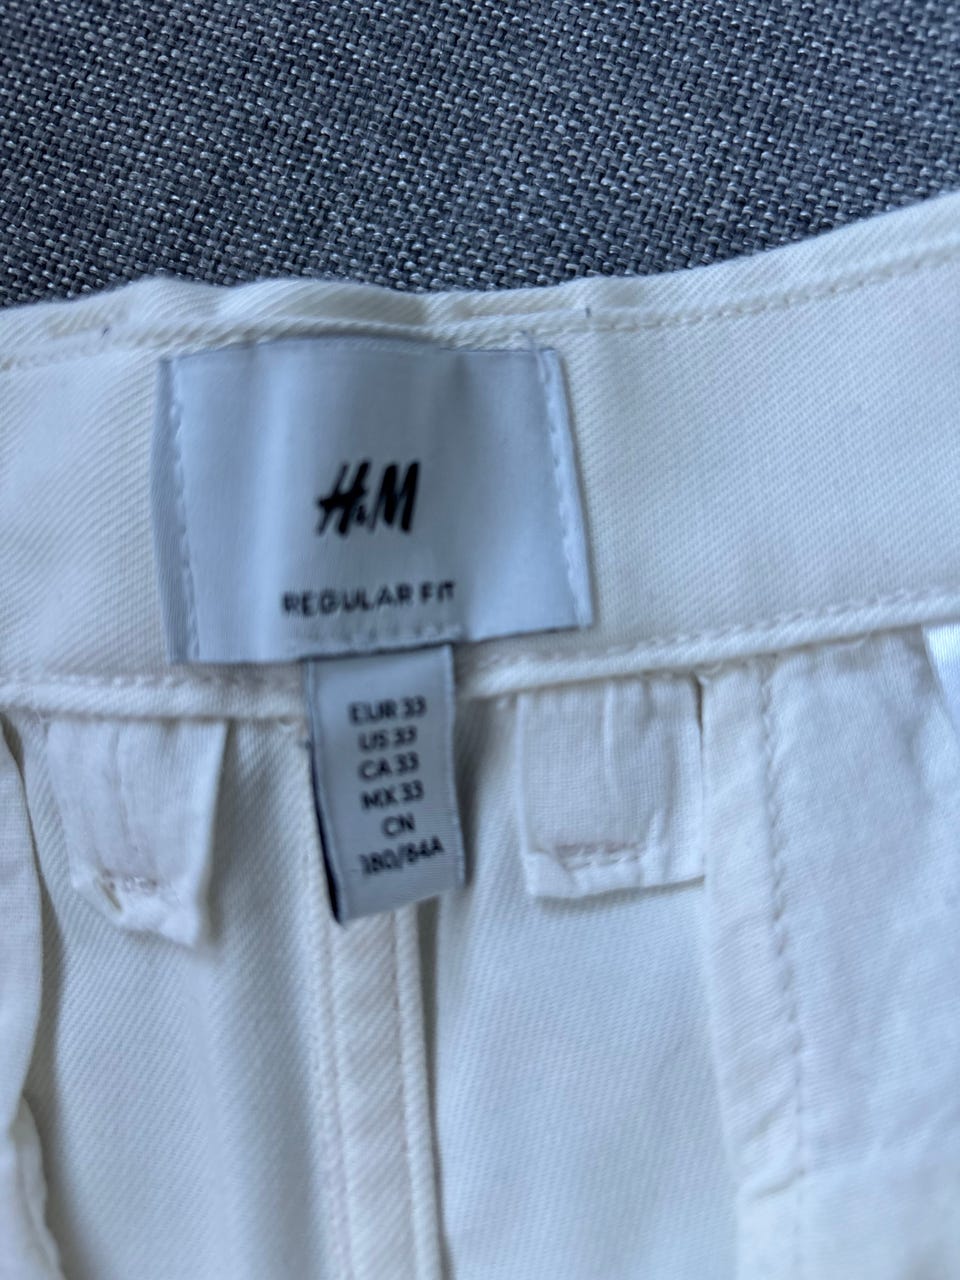 H&M
REGULAR FIT
EUR 33
US 33
CA 33
MX 33
CN
180/84A